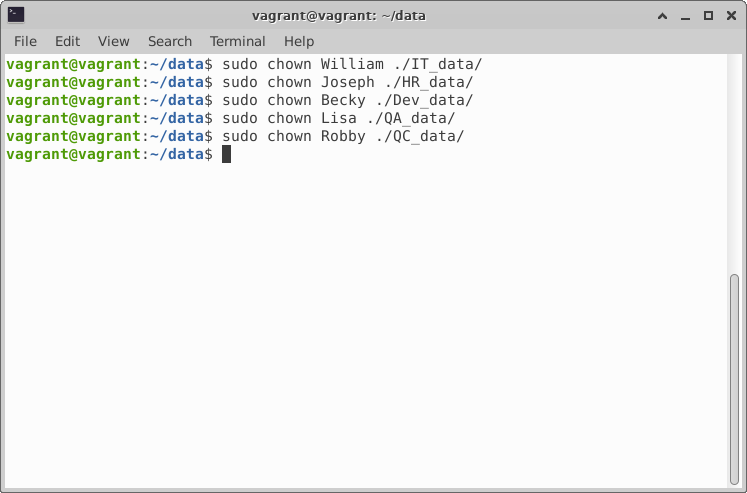 vagrant@vagrant: ~/data
File Edit View Search Terminal Help
vagrant@vagrant:~/data$ sudo chown William ./IT_data/
vagrant@vagrant:~/data$ sudo chown Joseph ./HR_data/
vagrant@vagrant:~/data$ sudo chown Becky ./Dev_data/
vagrant@vagrant:~/data$ sudo chown Lisa ./QA_data/
vagrant@vagrant:~/data$ sudo chown Robby ./QC_data/
vagrant@vagrant:~/data$